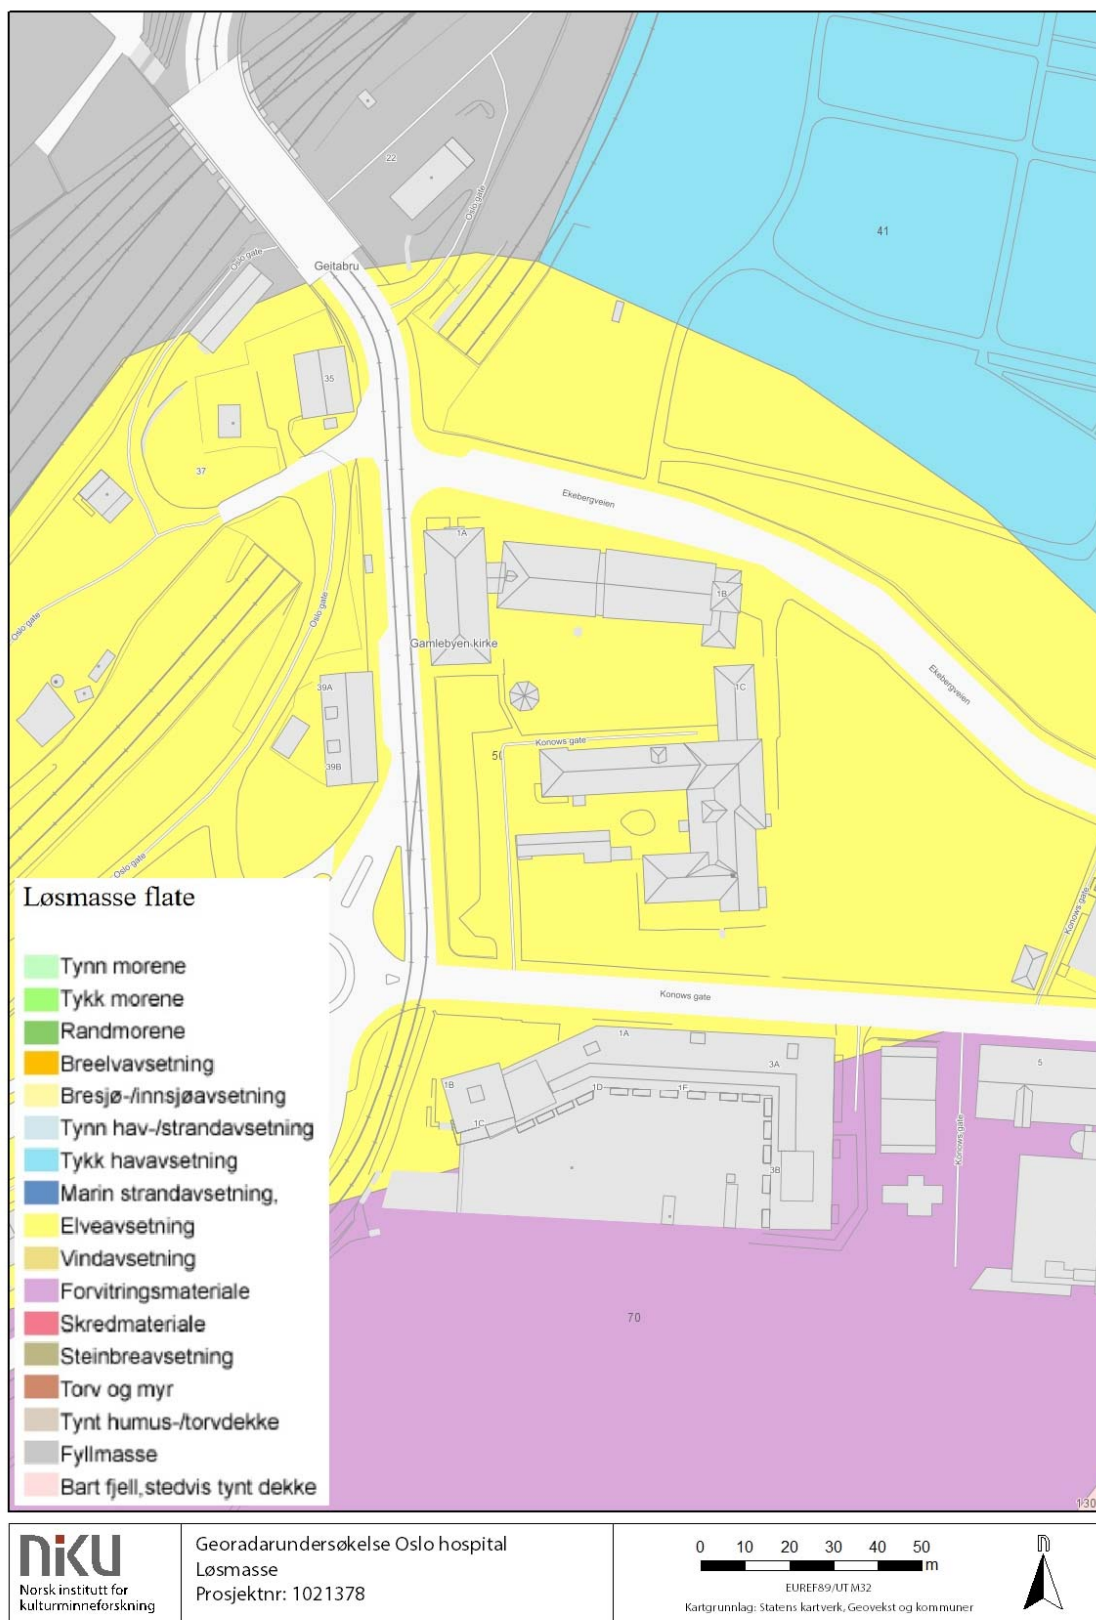 22
Oslo gate
41
Oslo gate
Geitabru
35
37
Ekebergveien
1A
1B
Oslo gate
Oslo gate
Gamlebyen kirke
Ekebergveien
39A
1C
Konows gate
50
39B
Oslo gate
Konows gate
Løsmasse flate
Tynn morene
Tykk morene
Randmorene
Breelvavsetning
Bresjø-/innsjøavsetning
Tynn hav-/strandavsetning
Tykk havavsetning
Marin strandavsetning,
Elveavsetning
Vindavsetning
Forvitringsmateriale
Skredmateriale
Steinbreavsetning
Torv og myr
Tynt humus-/torvdekke
Fyllmasse
Bart fjell,stedvis tynt dekke
Konows gate
1A
3A
5
1B
1D
1C
3B
Konows gate
70
130
niku
Norsk institutt for
kulturminneforskning
Georadarundersøkelse Oslo hospital
Løsmasse
Prosjektnr: 1021378
0 10 20 30 40 50
m
EUREF89/UTM32
Kartgrunnlag: Statens kartverk, Geovekst og kommuner
n